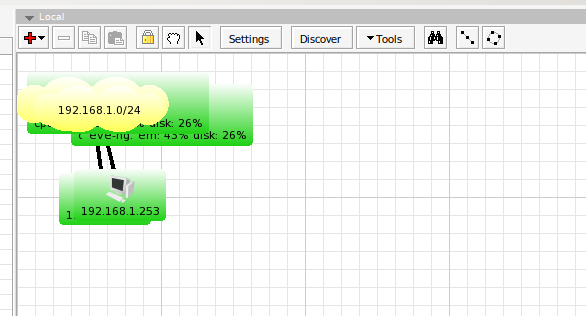 Local
Settings Discover Tools
192.168.1.0/24
disk: 26%
eve-ng. em: 43% disk: 26%
1. 192.168.1.253